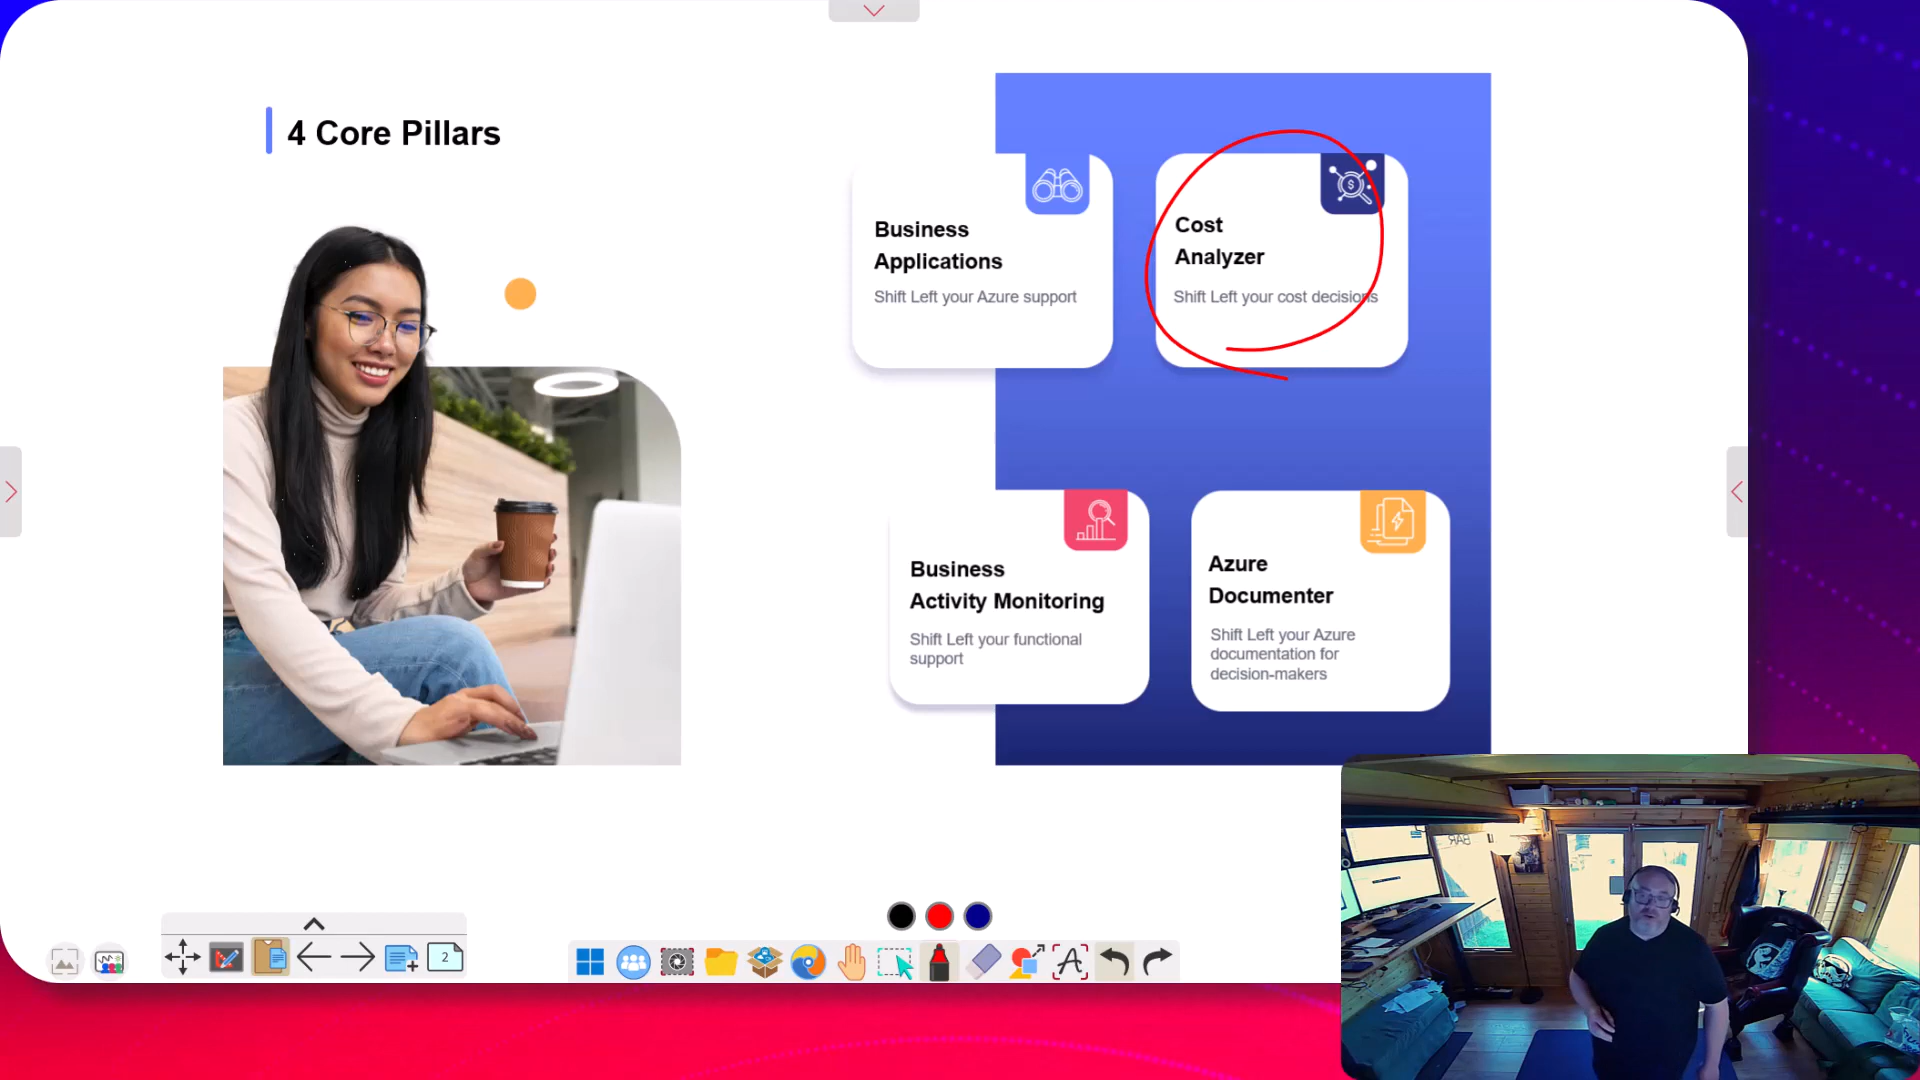 4 Core Pillars
Business
Applications
Shift Left your Azure support
$
Cost
Analyzer
Shift Left your cost decisions
Business
Activity Monitoring
Shift Left your functional
support
Azure
Documenter
Shift Left your Azure
documentation for
decision-makers
2
A
BAR